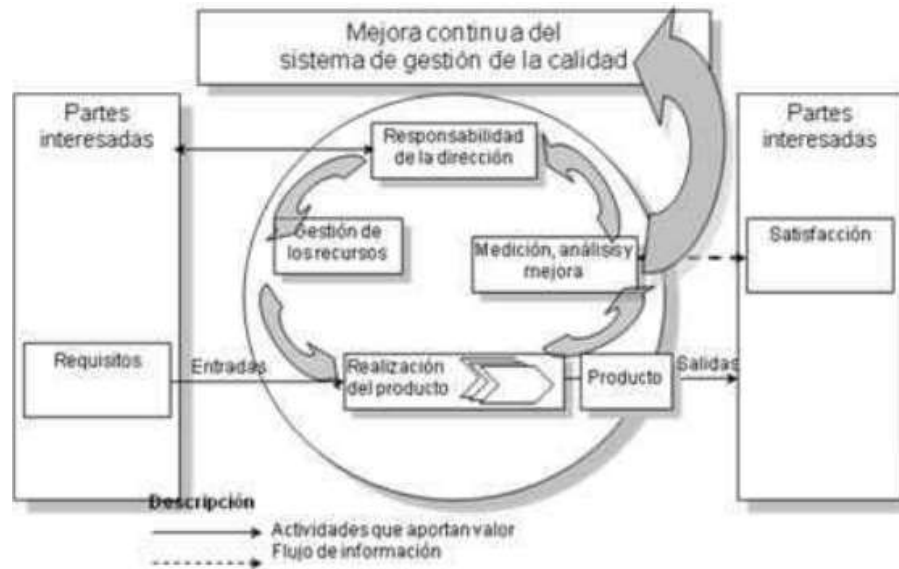 Mejora continua del
sistema de gestión de la calidad
Partes
interesadas
Responsabilidad
de la dirección
Partes
interesadas
Gestión de
los recursos
Medición, análisis y
mejora
Satisfacción
Requisitos
Entradas
Realización
del producto
Producto
Salidas
Descripción
Actividades que aportan valor
Flujo de información